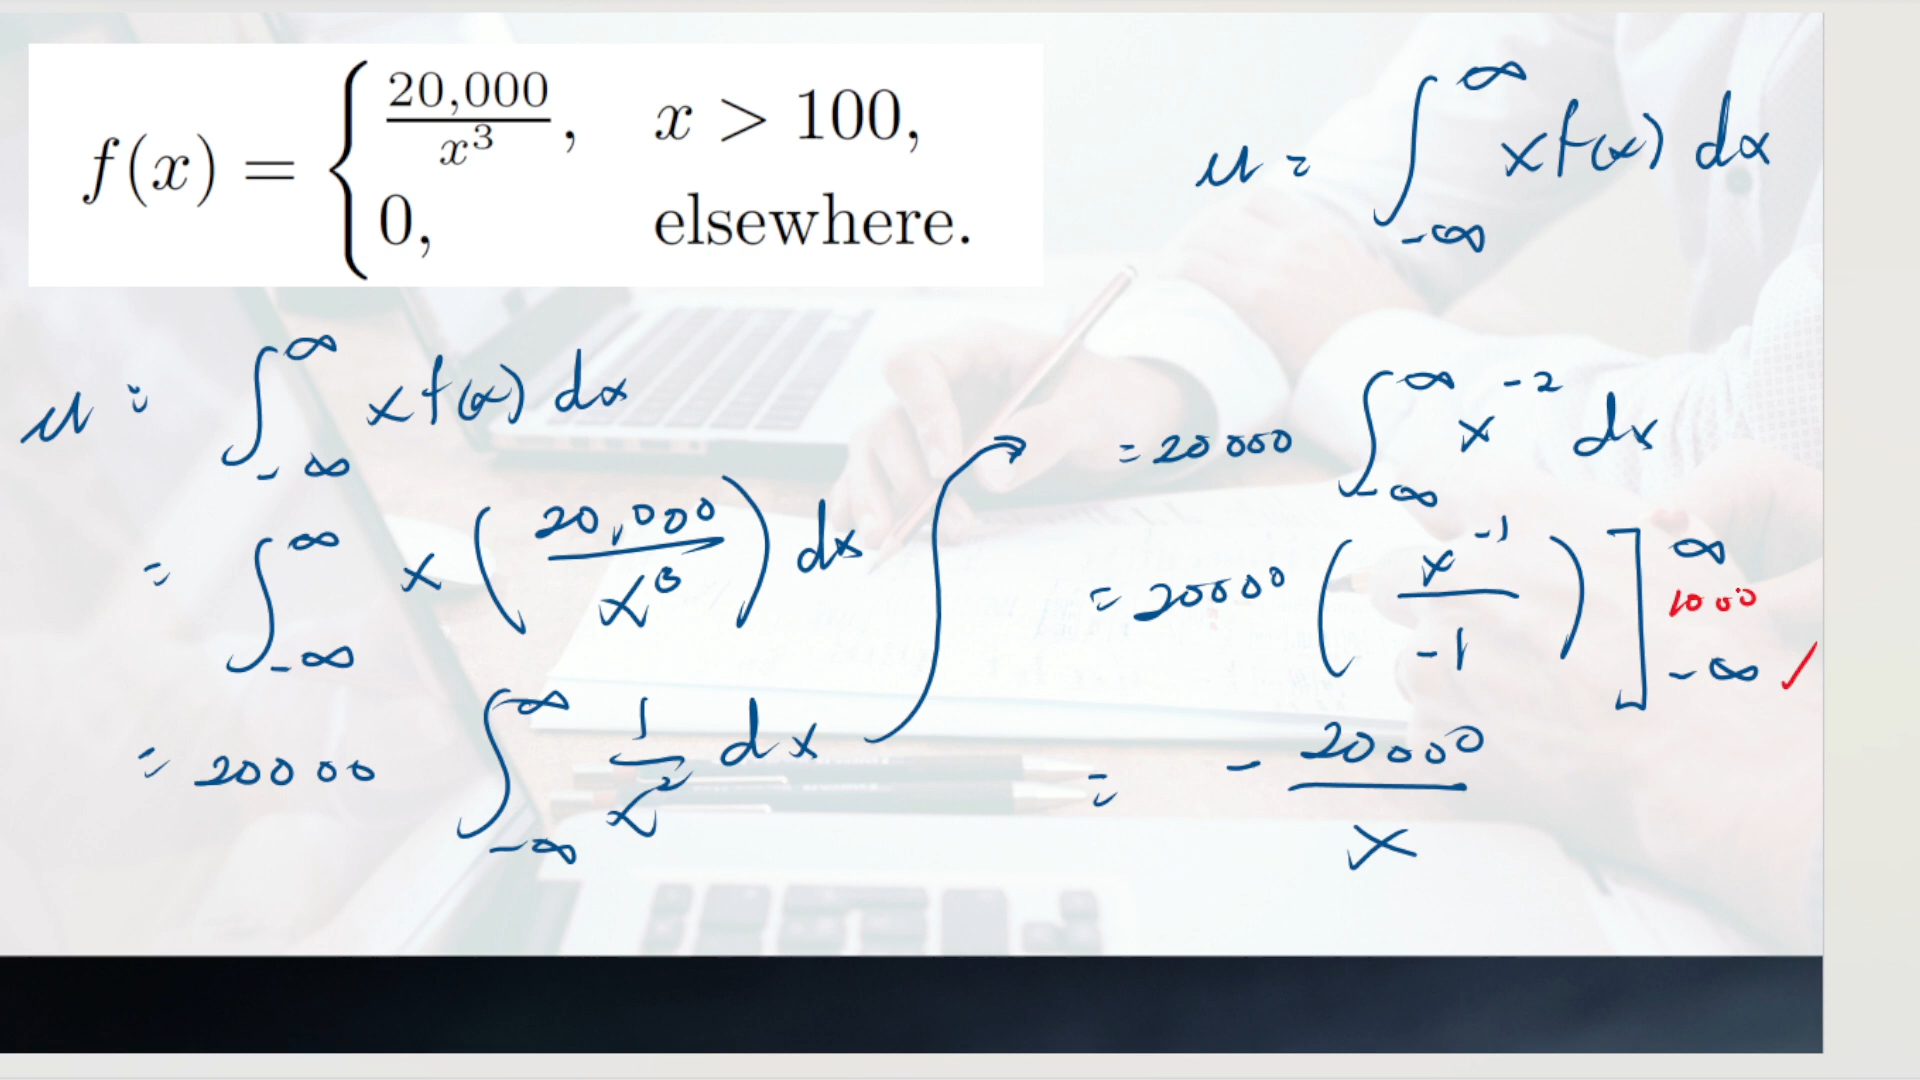 f(x) = { 20,000/x³, x > 100,
0, elsewhere.
μ = ∫_{-∞}^{∞} x f(x) dx
μ = ∫_{-∞}^{∞} x f(x) dx
= ∫_{-∞}^{∞} x (20,000/x³) dx
= 20000 ∫_{-∞}^{∞} 1/x² dx
= 20000 ∫_{-∞}^{∞} x⁻² dx
= 20000 (x⁻¹/-1) ]_{-∞}^{∞} 1000
= - 20000/x